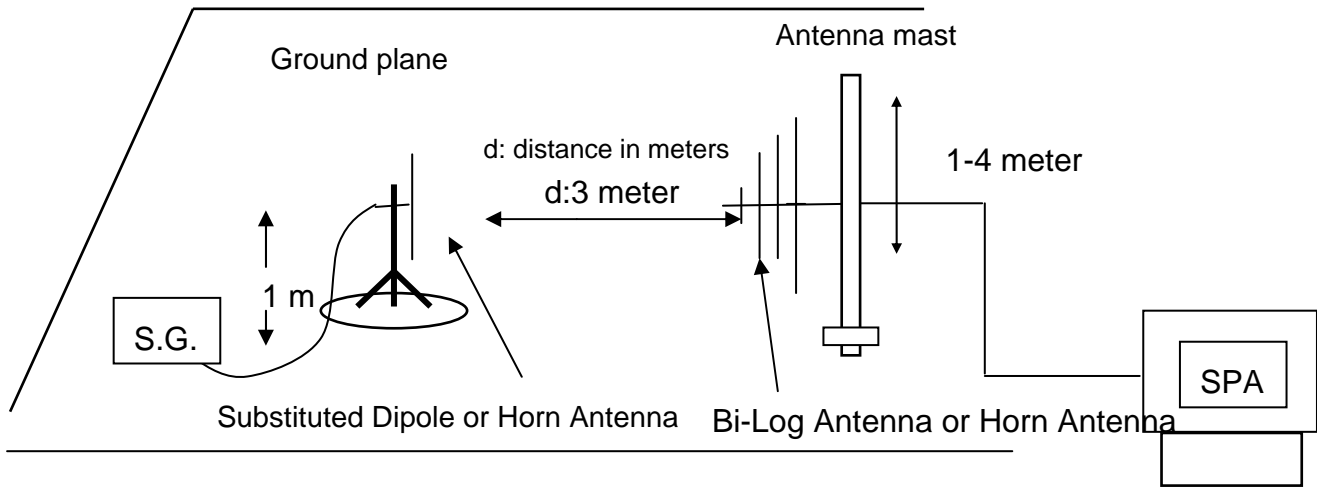 Antenna mast
Ground plane
d: distance in meters
d:3 meter
1-4 meter
1 m
S.G.
SPA
Substituted Dipole or Horn Antenna
Bi-Log Antenna or Horn Antenna